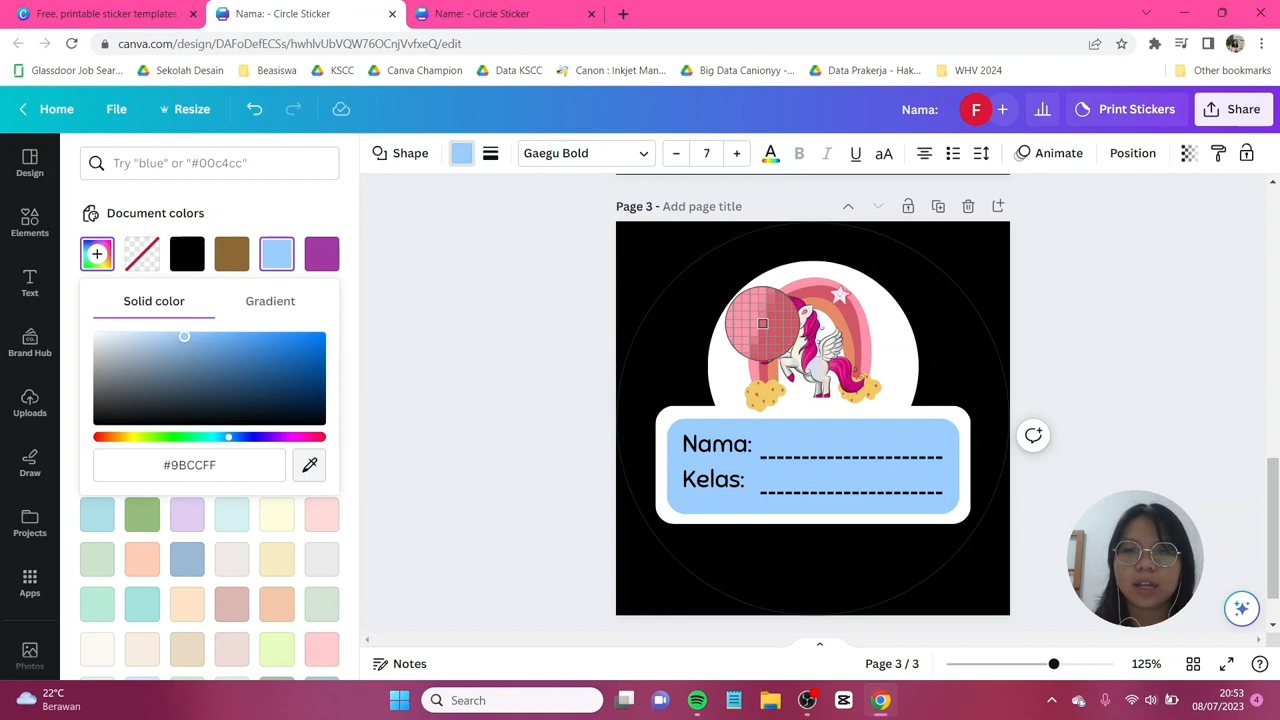 Free, printable sticker templates
Nama: - Circle Sticker
Name: - Circle Sticker
canva.com/design/DAFoDefECSs/hwhlvUbVQW76OCnjVvfxeQ/edit
Glassdoor Job Sear...
Sekolah Desain
Beasiswa
KSCC
Canva Champion
Data KSCC
Canon : Inkjet Man...
Big Data Canionyy -...
Data Prakerja - Hak...
WHV 2024
Other bookmarks
Home
File
Resize
Nama:
F
Print Stickers
Share
Design
Elements
Text
Brand Hub
Uploads
Draw
Projects
Apps
Photos
Try "blue" or "#00c4cc"
Document colors
Solid color
Gradient
#9BCCFF
Shape
Gaegu Bold
7
A
B
I
U
aA
Animate
Position
Page 3 - Add page title
Nama: ----------------------
Kelas: ----------------------
Notes
Page 3 / 3
125%
22°C
Berawan
Search
20:53
08/07/2023
4